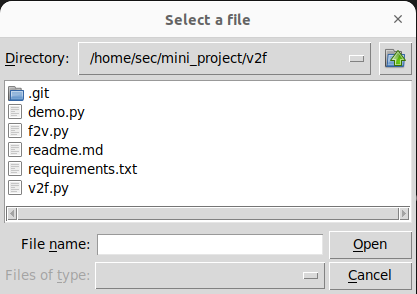 Select a file
Directory: /home/sec/mini_project/v2f
.git
demo.py
f2v.py
readme.md
requirements.txt
v2f.py
File name: Open
Files of type: Cancel